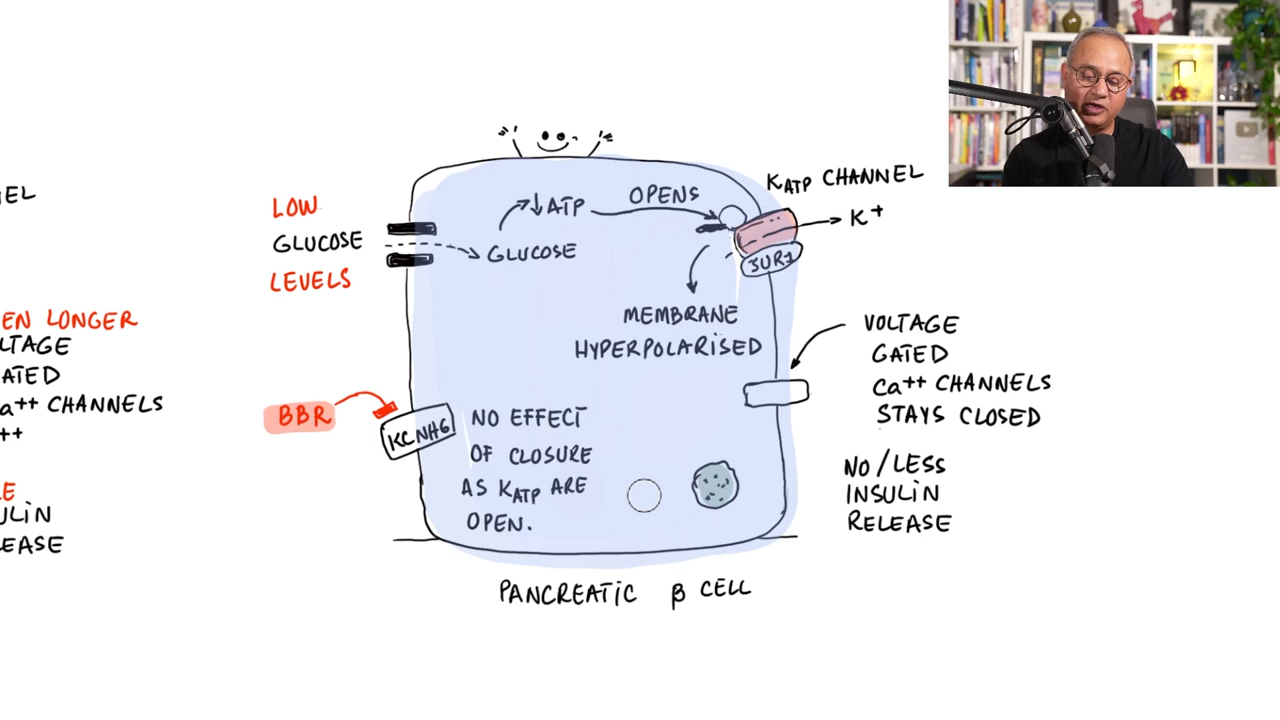 LOW
GLUCOSE
LEVELS
↓ATP
OPENS
KATP CHANNEL
K+
GLUCOSE
SUR1
MEMBRANE
HYPERPOLARISED
VOLTAGE
GATED
Ca++ CHANNELS
STAYS CLOSED
NO/LESS
INSULIN
RELEASE
BBR
KCNH6
NO EFFECT
OF CLOSURE
AS KATP ARE
OPEN.
PANCREATIC β CELL
EL
EN LONGER
LTAGE
ATED
a++ CHANNELS
++
E
ULIN
EASE